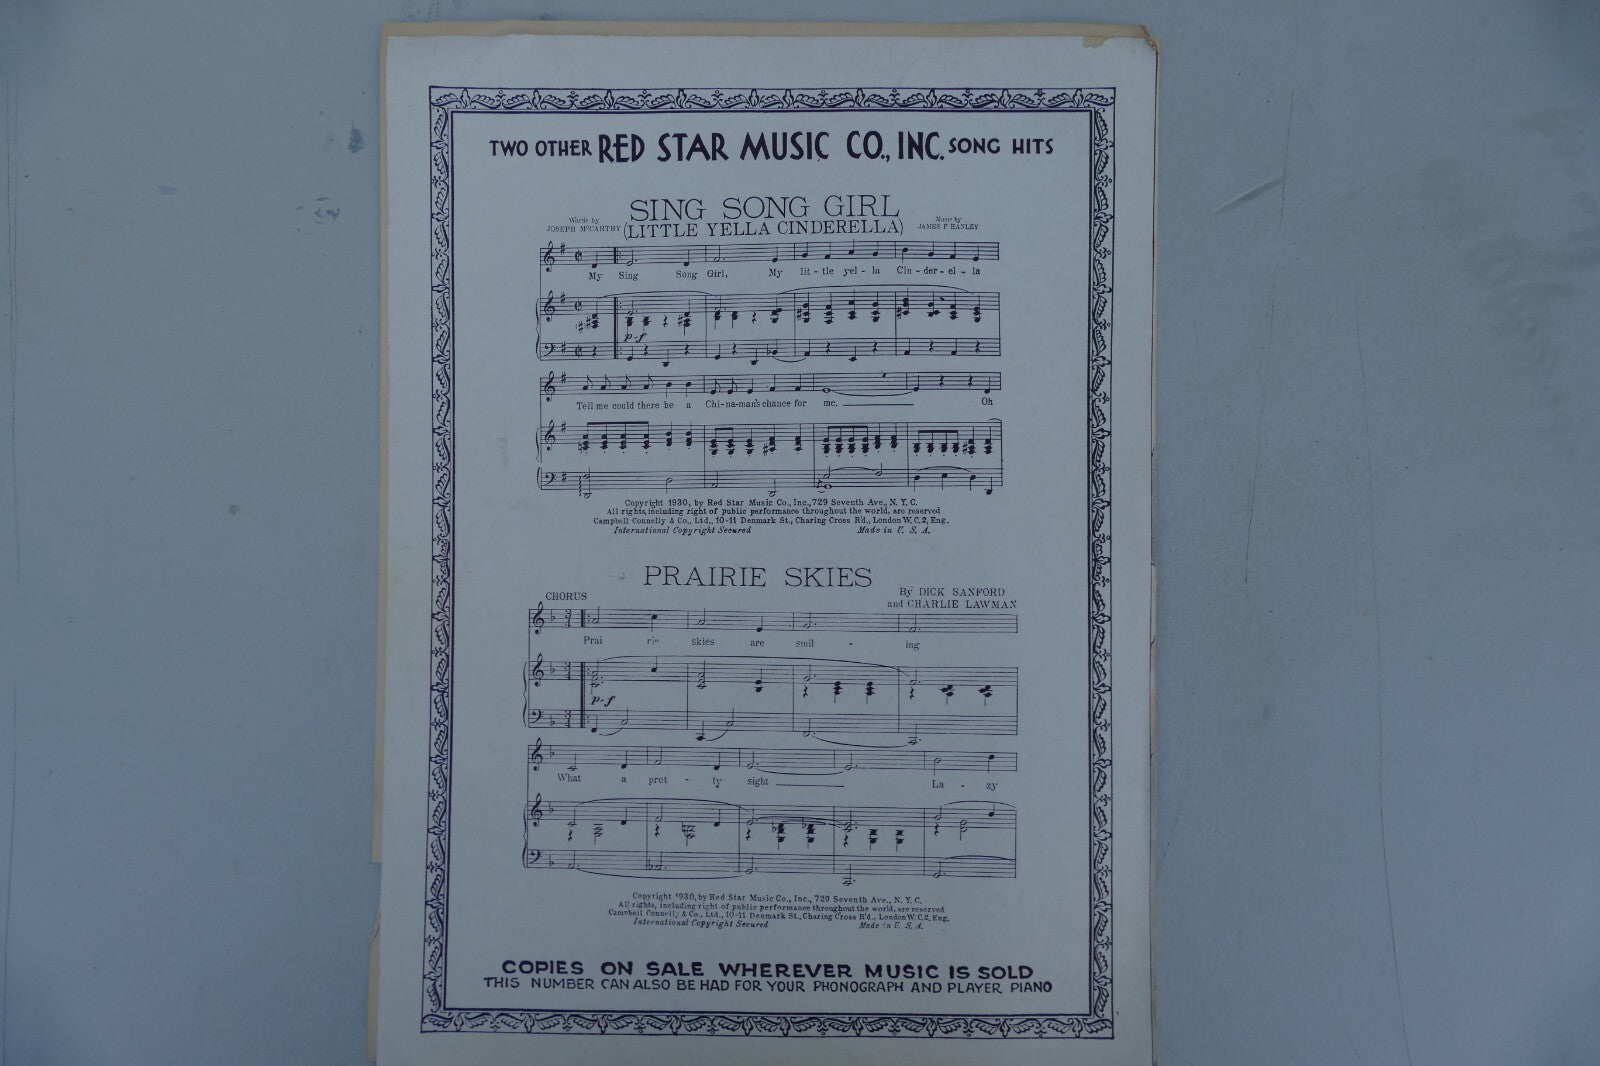 TWO OTHER RED STAR MUSIC CO., INC. SONG HITS
SING SONG GIRL
(LITTLE YELLA CINDERELLA)
Words by
JOSEPH McCARTHY
Music by
JAMES F. HANLEY
My Sing Song Girl, My lit - tle yel - la Cin - der - el - la
p-f
Tell me could there be a Chi-na-man's chance for me. Oh
Copyright 1930, by Red Star Music Co., Inc., 729 Seventh Ave., N. Y. C.
All rights, including right of public performance throughout the world, are reserved
Campbell Connelly & Co., Ltd., 10-11 Denmark St., Charing Cross R'd., London W.C.2, Eng.
International Copyright Secured Made in U. S. A.
PRAIRIE SKIES
By DICK SANFORD
and CHARLIE LAWMAN
CHORUS
Prai - rie skies are smil - ing
p-f
What a pret - ty sight La - zy
Copyright 1930, by Red Star Music Co., Inc., 729 Seventh Ave., N. Y. C.
All rights, including right of public performance throughout the world, are reserved
Campbell Connelly & Co., Ltd., 10-11 Denmark St., Charing Cross R'd., London W.C.2, Eng.
International Copyright Secured Made in U. S. A.
COPIES ON SALE WHEREVER MUSIC IS SOLD
THIS NUMBER CAN ALSO BE HAD FOR YOUR PHONOGRAPH AND PLAYER PIANO